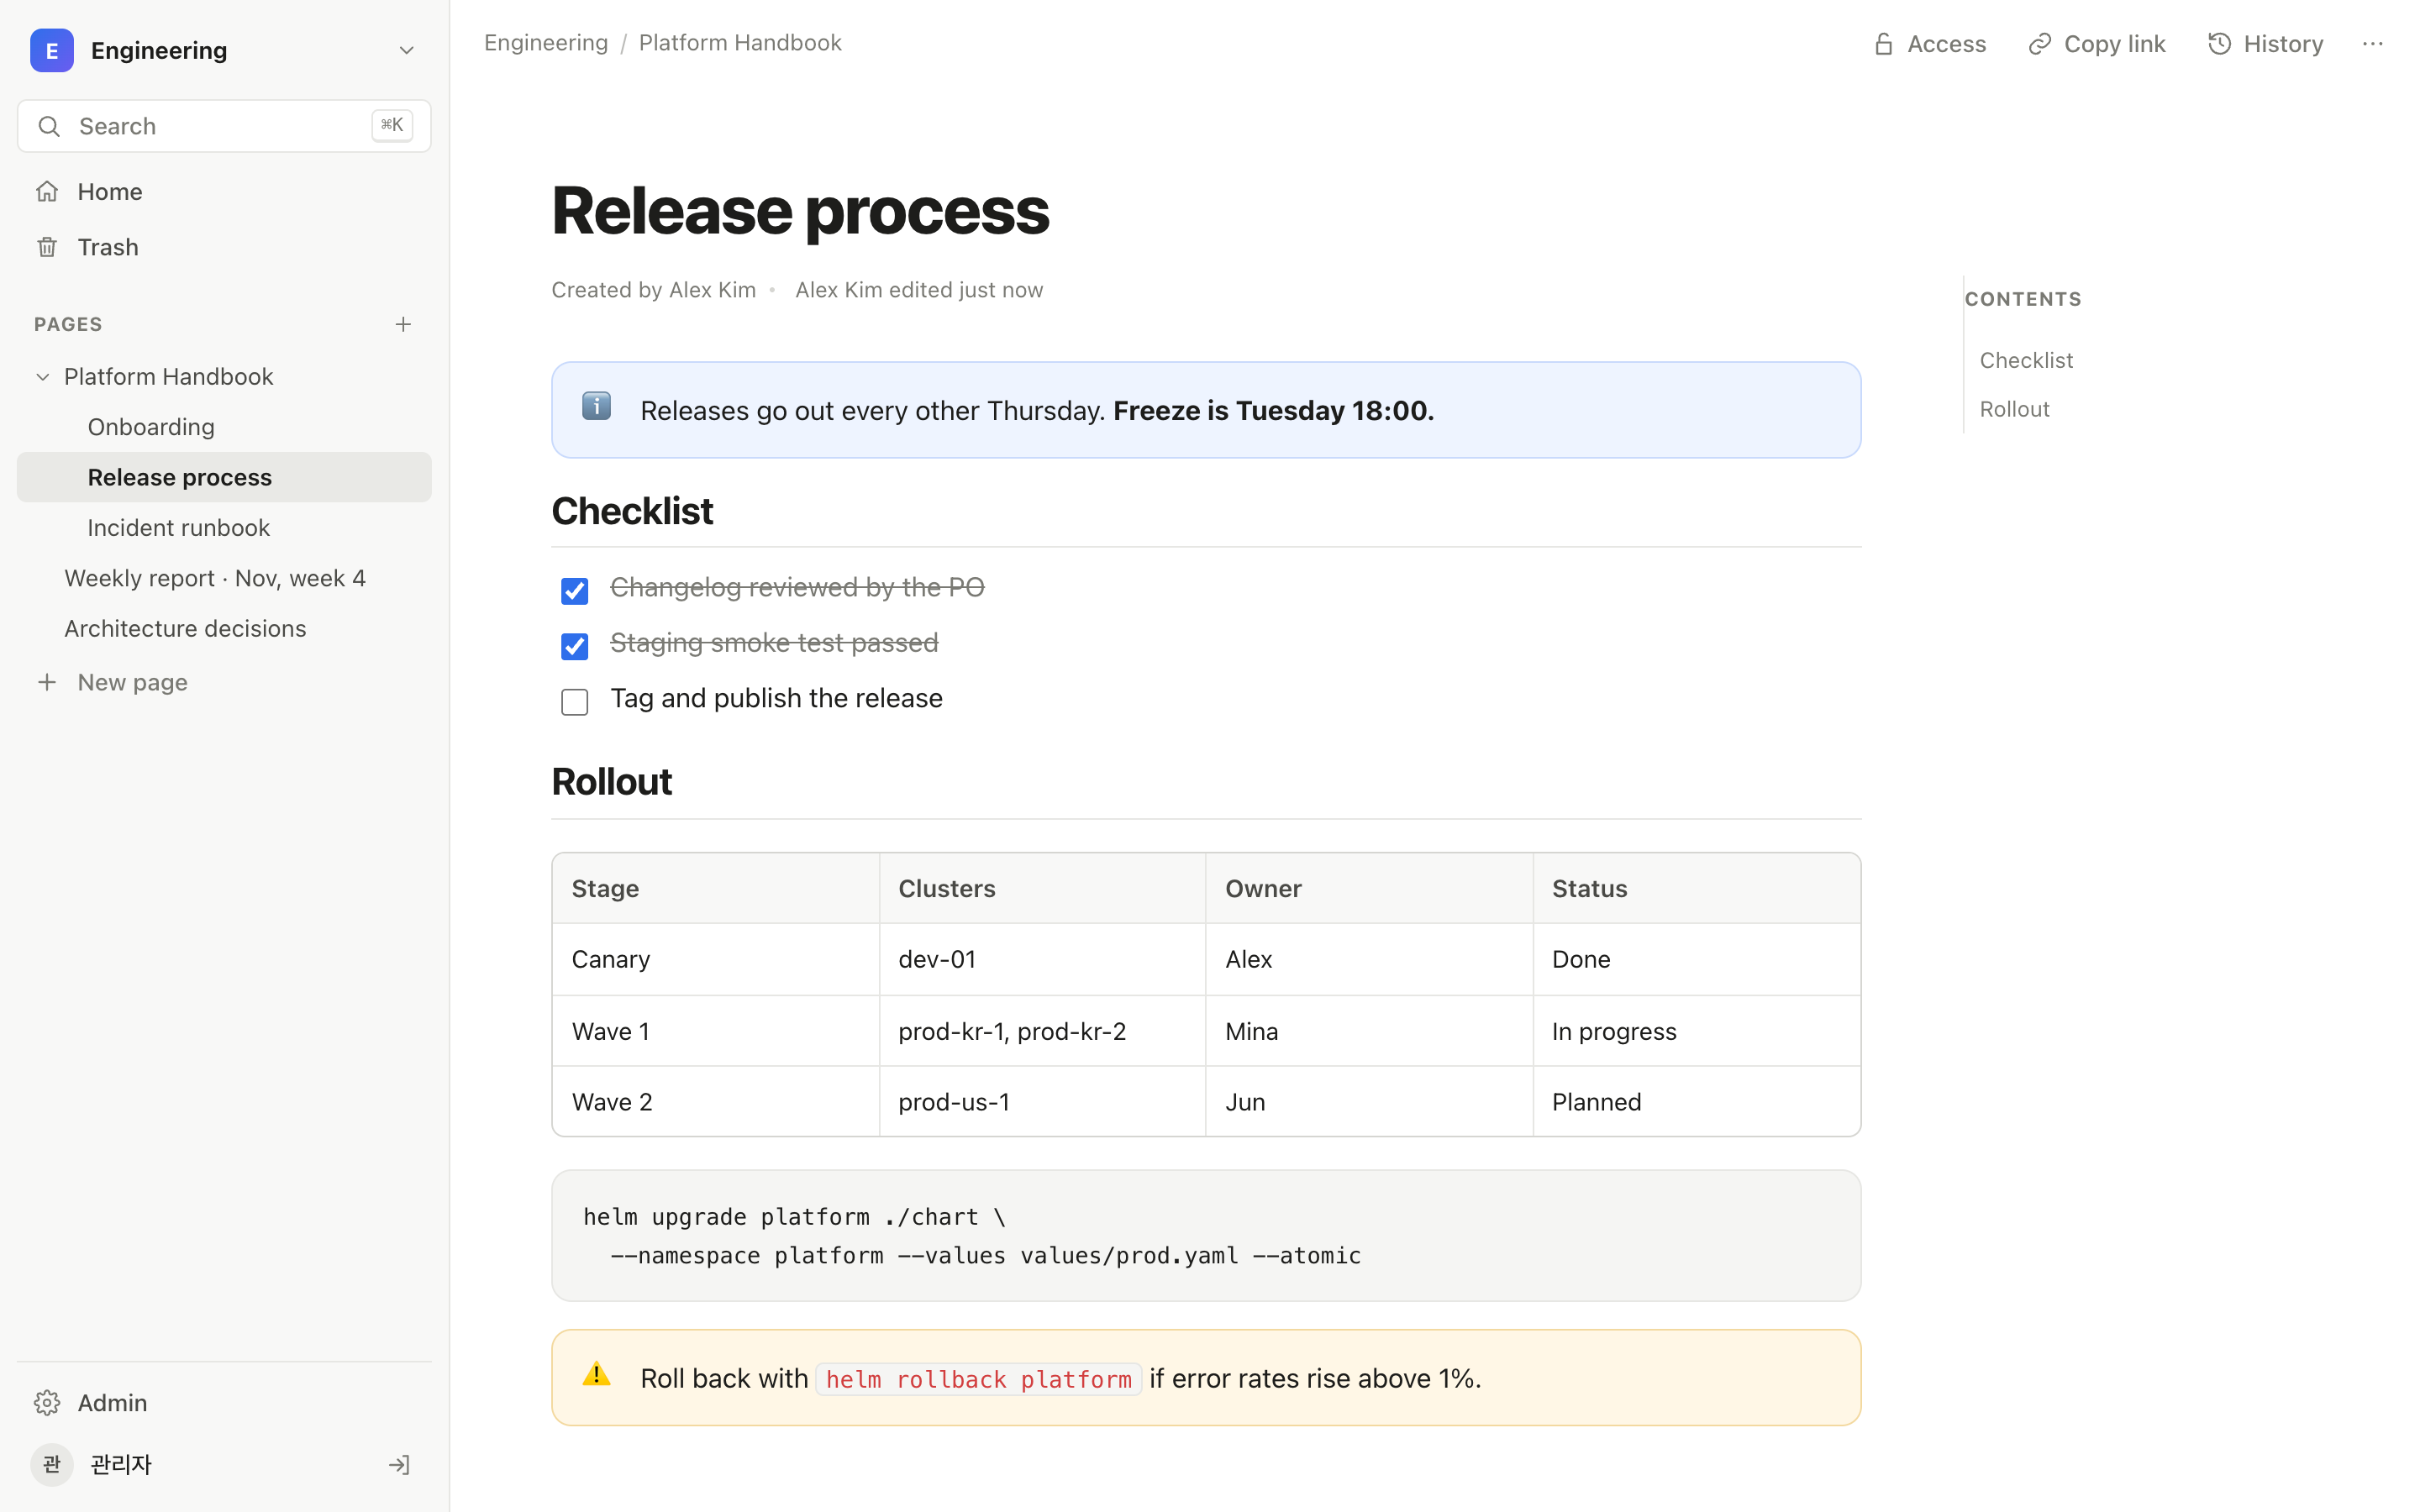 E Engineering
Search ⌘K
Home
Trash
PAGES
Platform Handbook
Onboarding
Release process
Incident runbook
Weekly report · Nov, week 4
Architecture decisions
New page
Admin
관 관리자
Engineering / Platform Handbook
Access Copy link History
Release process
Created by Alex Kim • Alex Kim edited just now
Releases go out every other Thursday. Freeze is Tuesday 18:00.
Checklist
Changelog reviewed by the PO
Staging smoke test passed
Tag and publish the release
Rollout
Stage Clusters Owner Status
Canary dev-01 Alex Done
Wave 1 prod-kr-1, prod-kr-2 Mina In progress
Wave 2 prod-us-1 Jun Planned
helm upgrade platform ./chart \
--namespace platform --values values/prod.yaml --atomic
Roll back with helm rollback platform if error rates rise above 1%.
CONTENTS
Checklist
Rollout